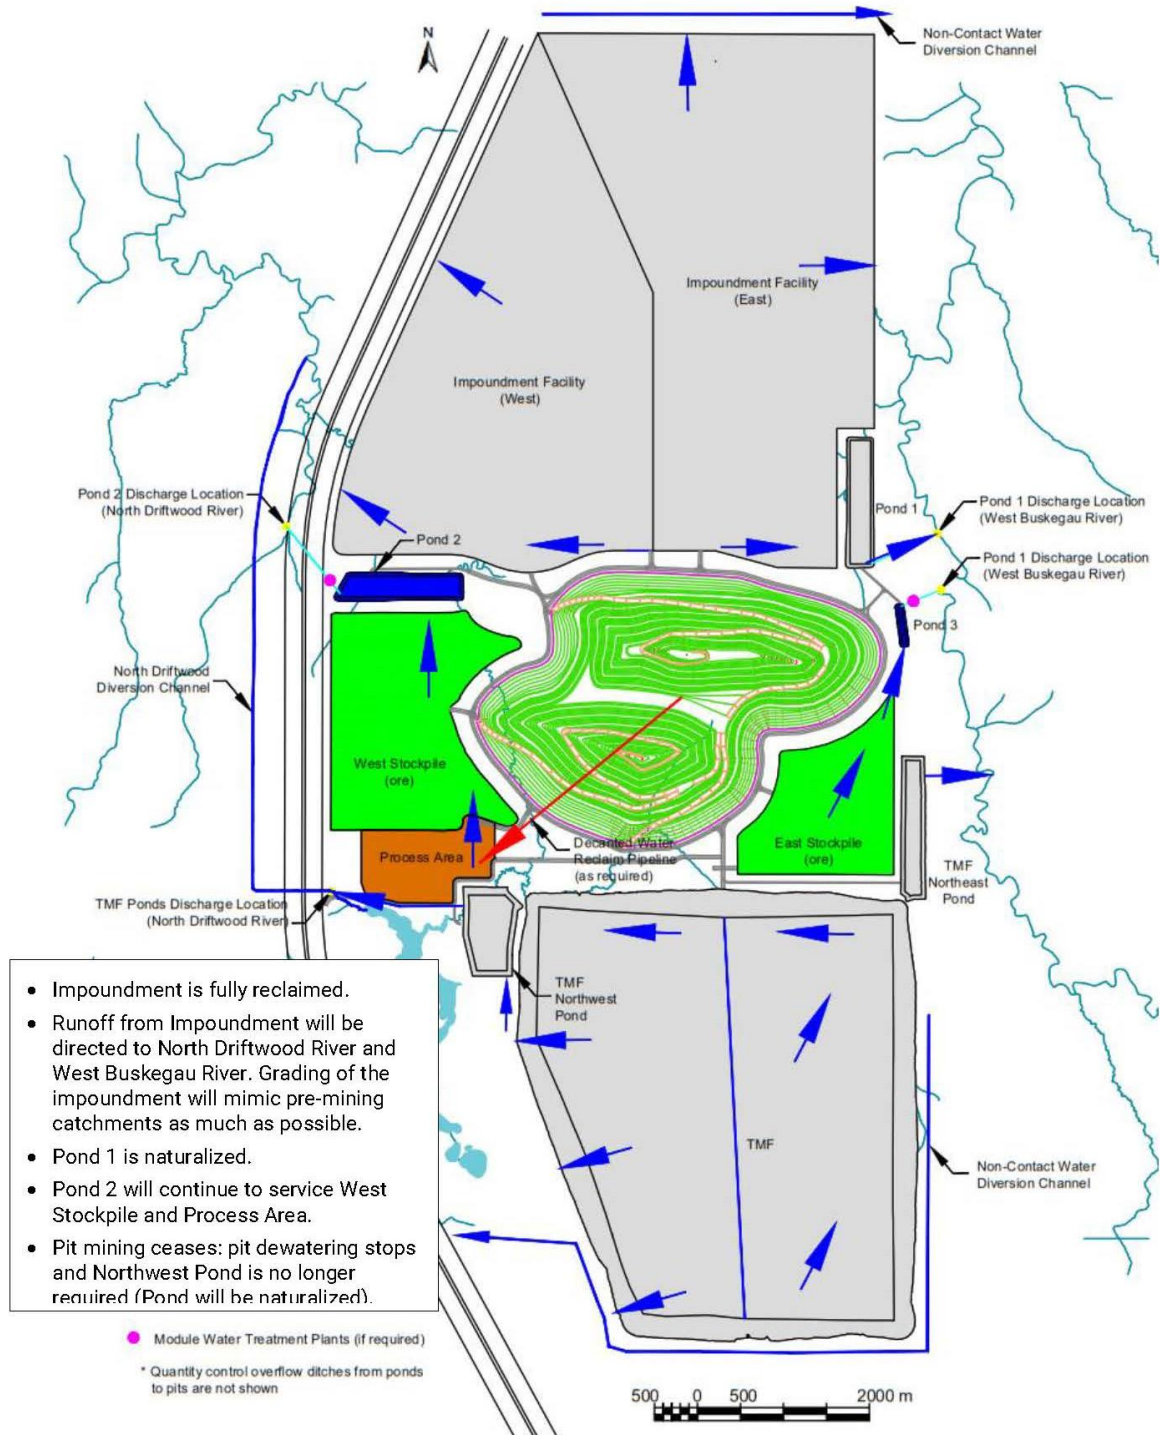 N
Non-Contact Water
Diversion Channel
Impoundment Facility
(East)
Impoundment Facility
(West)
Pond 2 Discharge Location
(North Driftwood River)
Pond 1
Pond 1 Discharge Location
(West Buskegau River)
Pond 2
Pond 1 Discharge Location
(West Buskegau River)
Pond 3
North Driftwood
Diversion Channel
West Stockpile
(ore)
Process Area
Decanted Water
Reclaim Pipeline
(as required)
East Stockpile
(ore)
TMF
Northeast
Pond
TMF Ponds Discharge Location
(North Driftwood River)
TMF
Northwest
Pond
• Impoundment is fully reclaimed.
• Runoff from Impoundment will be
directed to North Driftwood River and
West Buskegau River. Grading of the
impoundment will mimic pre-mining
catchments as much as possible.
• Pond 1 is naturalized.
• Pond 2 will continue to service West
Stockpile and Process Area.
• Pit mining ceases: pit dewatering stops
and Northwest Pond is no longer
required (Pond will be naturalized).
TMF
Non-Contact Water
Diversion Channel
Module Water Treatment Plants (if required)
* Quantity control overflow ditches from ponds
to pits are not shown
500 0 500 2000 m